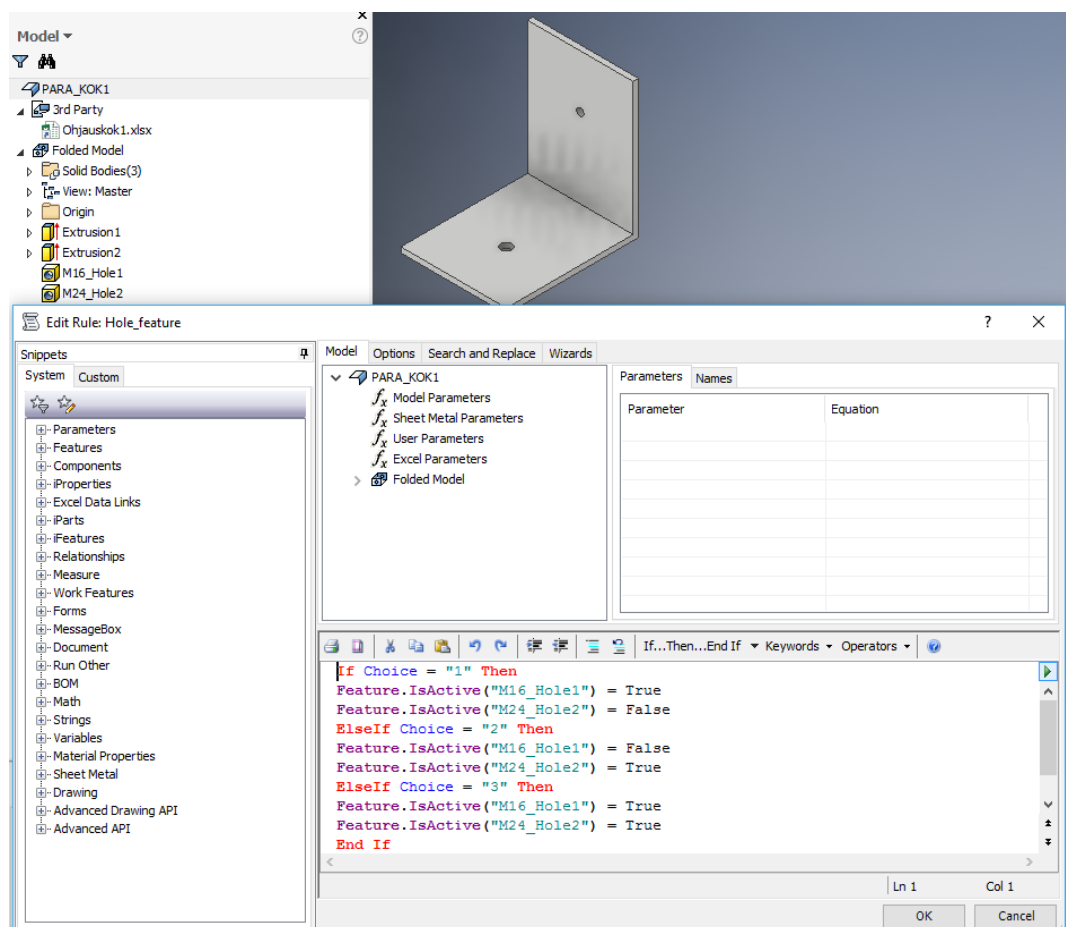 Model
PARA_KOK1
3rd Party
Ohjauskok1.xlsx
Folded Model
Solid Bodies(3)
View: Master
Origin
Extrusion1
Extrusion2
M16_Hole1
M24_Hole2
Edit Rule: Hole_feature
Snippets
System Custom
Parameters
Features
Components
iProperties
Excel Data Links
iParts
iFeatures
Relationships
Measure
Work Features
Forms
MessageBox
Document
Run Other
BOM
Math
Strings
Variables
Material Properties
Sheet Metal
Drawing
Advanced Drawing API
Advanced API
Model Options Search and Replace Wizards
PARA_KOK1
fx Model Parameters
fx Sheet Metal Parameters
fx User Parameters
fx Excel Parameters
Folded Model
Parameters Names
Parameter Equation
If...Then...End If Keywords Operators
If Choice = "1" Then
Feature.IsActive("M16_Hole1") = True
Feature.IsActive("M24_Hole2") = False
ElseIf Choice = "2" Then
Feature.IsActive("M16_Hole1") = False
Feature.IsActive("M24_Hole2") = True
ElseIf Choice = "3" Then
Feature.IsActive("M16_Hole1") = True
Feature.IsActive("M24_Hole2") = True
End If
Ln 1 Col 1
OK Cancel